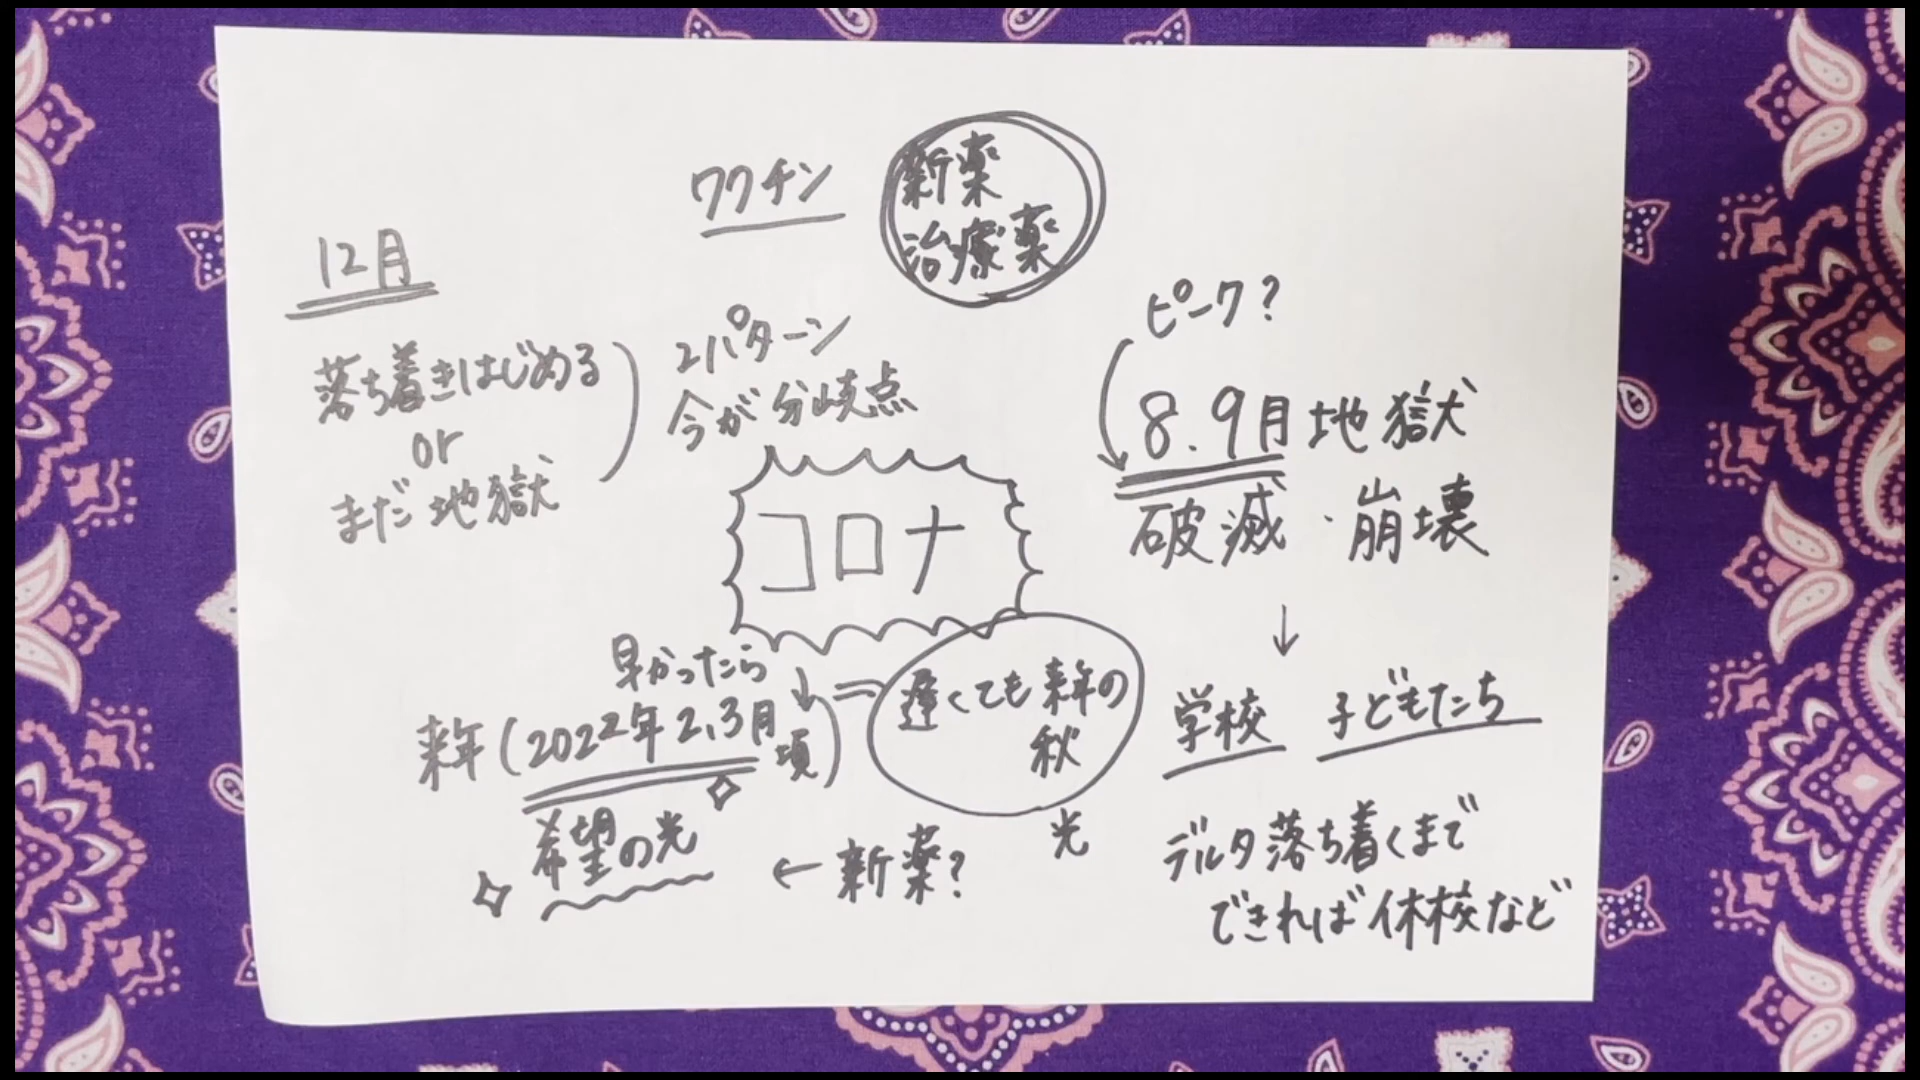 ワクチン
新薬
治療薬
12月
落ち着きはじめる
or
まだ地獄
2パターン
今が分岐点
ピーク?
8.9月地獄
破滅・崩壊
↓
学校 子どもたち
デルタ落ち着くまで
できれば休校など
コロナ
早かったら
↓
来年(2022年2,3月頃)
=
遅くても来年の
秋
光
希望の光
←新薬?